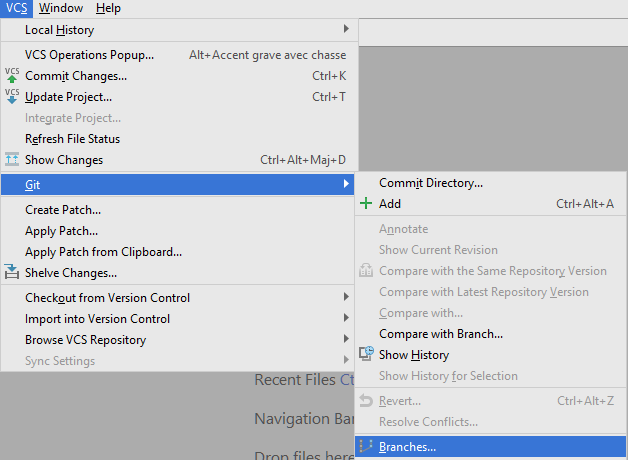 VCS Window Help
Local History
VCS Operations Popup... Alt+Accent grave avec chasse
VCS Commit Changes... Ctrl+K
VCS Update Project... Ctrl+T
Integrate Project...
Refresh File Status
Show Changes Ctrl+Alt+Maj+D
Git
Create Patch...
Apply Patch...
Apply Patch from Clipboard...
Shelve Changes...
Checkout from Version Control
Import into Version Control
Browse VCS Repository
Sync Settings
Commit Directory...
Add Ctrl+Alt+A
Annotate
Show Current Revision
Compare with the Same Repository Version
Compare with Latest Repository Version
Compare with...
Compare with Branch...
Show History
Show History for Selection
Revert... Ctrl+Alt+Z
Resolve Conflicts...
Branches...
Recent Files Ct
Navigation Bar
Drop files here